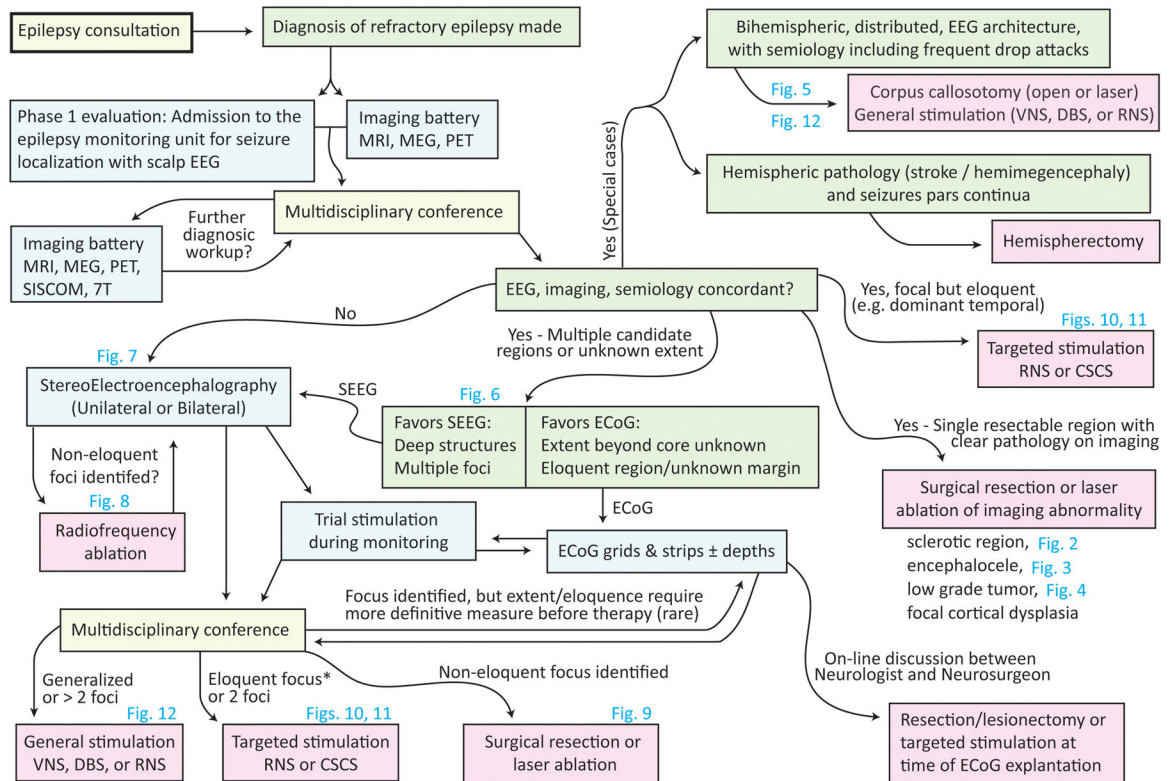 Epilepsy consultation
Diagnosis of refractory epilepsy made
Bihemispheric, distributed, EEG architecture,
with semiology including frequent drop attacks
Fig. 5
Fig. 12
Corpus callosotomy (open or laser)
General stimulation (VNS, DBS, or RNS)
Phase 1 evaluation: Admission to the
epilepsy monitoring unit for seizure
localization with scalp EEG
Imaging battery
MRI, MEG, PET
Yes (Special cases)
Hemispheric pathology (stroke / hemimegencephaly)
and seizures pars continua
Hemispherectomy
Multidisciplinary conference
Further
diagnosic
workup?
Imaging battery
MRI, MEG, PET,
SISCOM, 7T
EEG, imaging, semiology concordant?
Yes, focal but eloquent
(e.g. dominant temporal)
Figs. 10, 11
Targeted stimulation
RNS or CSCS
No
Yes - Multiple candidate
regions or unknown extent
Fig. 7
StereoElectroencephalography
(Unilateral or Bilateral)
SEEG
Fig. 6
Favors SEEG:
Deep structures
Multiple foci
Favors ECoG:
Extent beyond core unknown
Eloquent region/unknown margin
Yes - Single resectable region with
clear pathology on imaging
Surgical resection or laser
ablation of imaging abnormality
sclerotic region, Fig. 2
encephalocele, Fig. 3
low grade tumor, Fig. 4
focal cortical dysplasia
Non-eloquent
foci identifed?
Fig. 8
Radiofrequency
ablation
Trial stimulation
during monitoring
ECoG
ECoG grids & strips ± depths
Focus identified, but extent/eloquence require
more definitive measure before therapy (rare)
Multidisciplinary conference
On-line discussion between
Neurologist and Neurosurgeon
Generalized
or > 2 foci
Eloquent focus*
or 2 foci
Non-eloquent focus identified
Fig. 12
General stimulation
VNS, DBS, or RNS
Figs. 10, 11
Targeted stimulation
RNS or CSCS
Fig. 9
Surgical resection or
laser ablation
Resection/lesionectomy or
targeted stimulation at
time of ECoG explantation